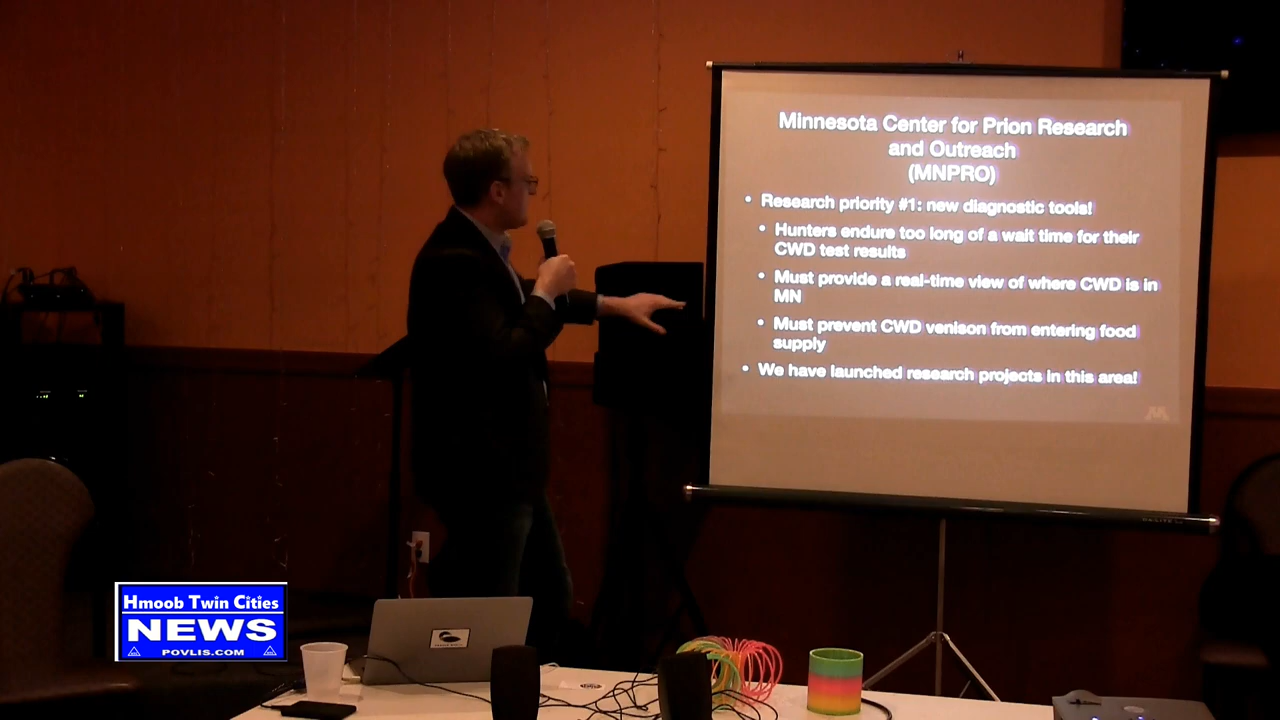 Minnesota Center for Prion Research
and Outreach
(MNPRO)
• Research priority #1: new diagnostic tools!
• Hunters endure too long of a wait time for their
CWD test results
• Must provide a real-time view of where CWD is in
MN
• Must prevent CWD venison from entering food
supply
• We have launched research projects in this area!
Hmoob Twin Cities
NEWS
POVLIS.COM